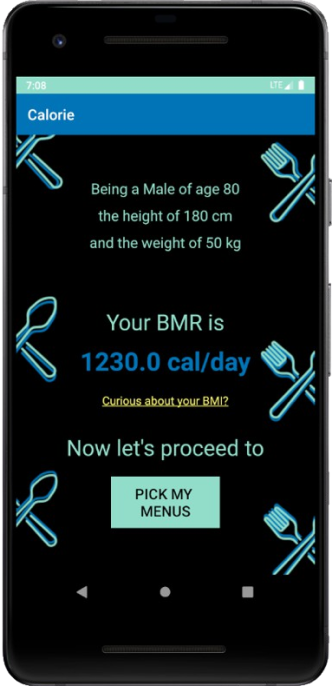 7:08 LTE
Calorie
Being a Male of age 80
the height of 180 cm
and the weight of 50 kg
Your BMR is
1230.0 cal/day
Curious about your BMI?
Now let's proceed to
PICK MY
MENUS